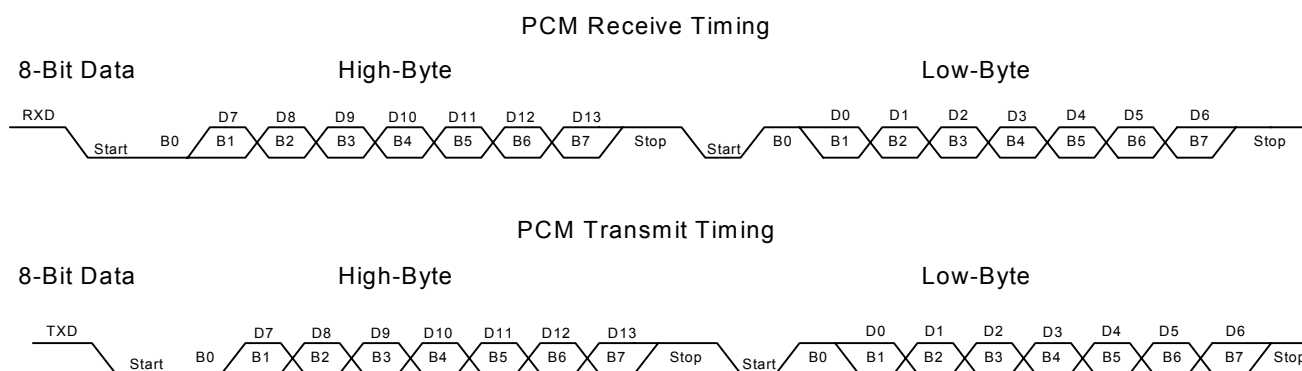 PCM Receive Timing
8-Bit Data High-Byte Low-Byte
RXD D7 D8 D9 D10 D11 D12 D13 D0 D1 D2 D3 D4 D5 D6
Start B0 B1 B2 B3 B4 B5 B6 B7 Stop Start B0 B1 B2 B3 B4 B5 B6 B7 Stop
PCM Transmit Timing
8-Bit Data High-Byte Low-Byte
TXD D7 D8 D9 D10 D11 D12 D13 D0 D1 D2 D3 D4 D5 D6
Start B0 B1 B2 B3 B4 B5 B6 B7 Stop Start B0 B1 B2 B3 B4 B5 B6 B7 Stop